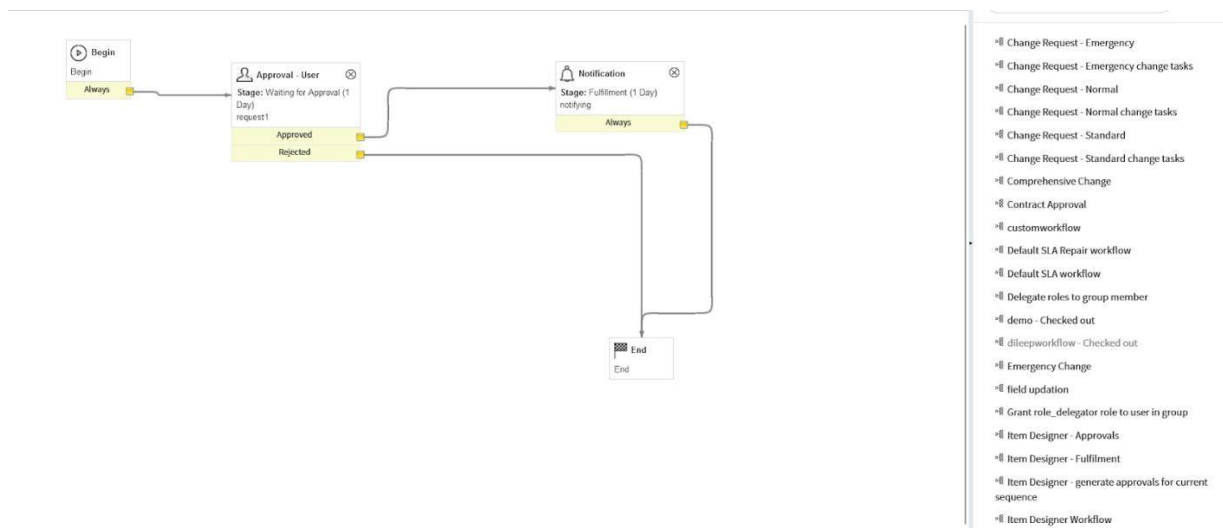 Begin
Begin
Always
Approval - User
Stage: Waiting for Approval (1
Day)
request1
Approved
Rejected
Notification
Stage: Fulfillment (1 Day)
notifying
Always
End
End
Change Request - Emergency
Change Request - Emergency change tasks
Change Request - Normal
Change Request - Normal change tasks
Change Request - Standard
Change Request - Standard change tasks
Comprehensive Change
Contract Approval
customworkflow
Default SLA Repair workflow
Default SLA workflow
Delegate roles to group member
demo - Checked out
dileepworkflow - Checked out
Emergency Change
field updation
Grant role_delegator role to user in group
Item Designer - Approvals
Item Designer - Fulfilment
Item Designer - generate approvals for current
sequence
Item Designer Workflow